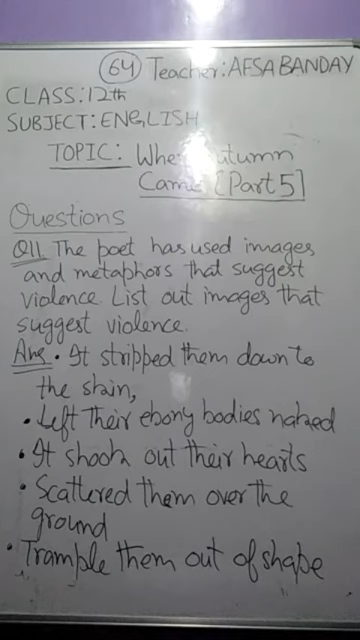 64 Teacher: AFSA BANDAY
CLASS: 12th
SUBJECT: ENGLISH
TOPIC: When Autumn
Came [Part 5]
Questions
Q11 The poet has used images
and metaphors that suggest
violence. List out images that
suggest violence.
Ans. • It stripped them down to
the skin,
• Left their ebony bodies naked
• It shook out their hearts
• Scattered them over the
ground
• Trample them out of shape